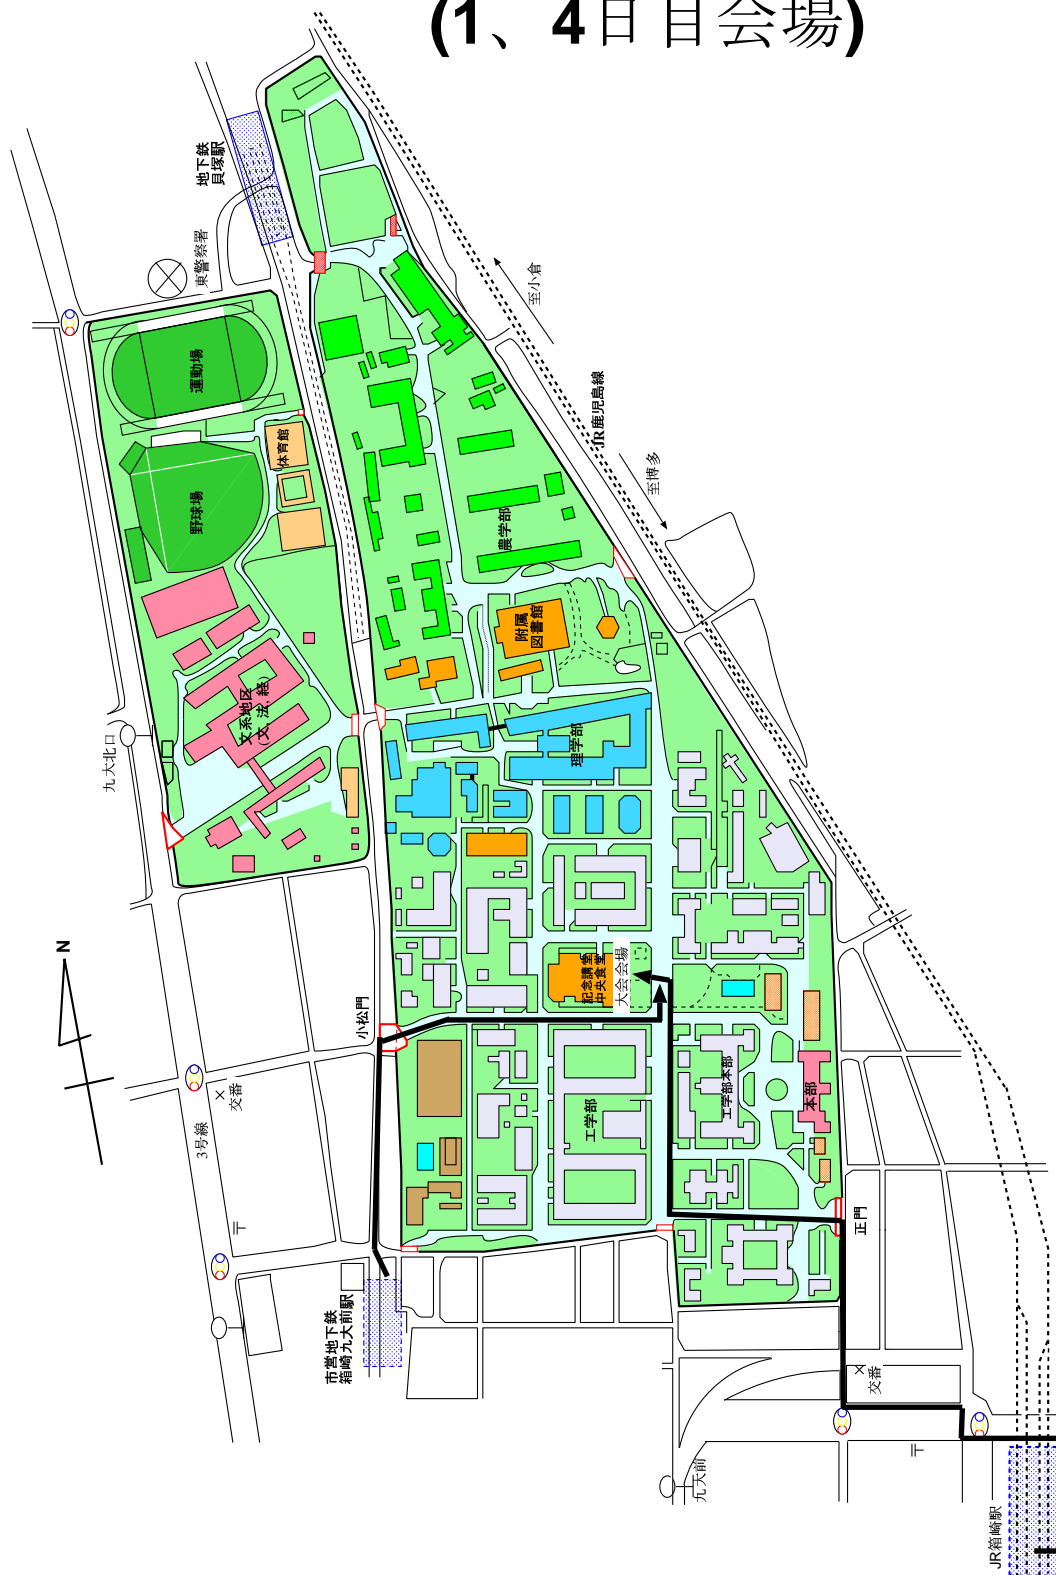 (1、4日目会場)
地下鉄
貝塚駅
東警察署
至小倉
運動場
JR鹿児島線
体育館
至博多
野球場
農学部
附属
図書館
文系地区
(文, 法, 経)
理学部
九大北口
N
記念講堂
中央食堂
大会会場
小松門
交番
3号線
工学部
工学部本部
本部
〒
正門
市営地下鉄
箱崎九大前駅
交番
〒
九大前
JR箱崎駅